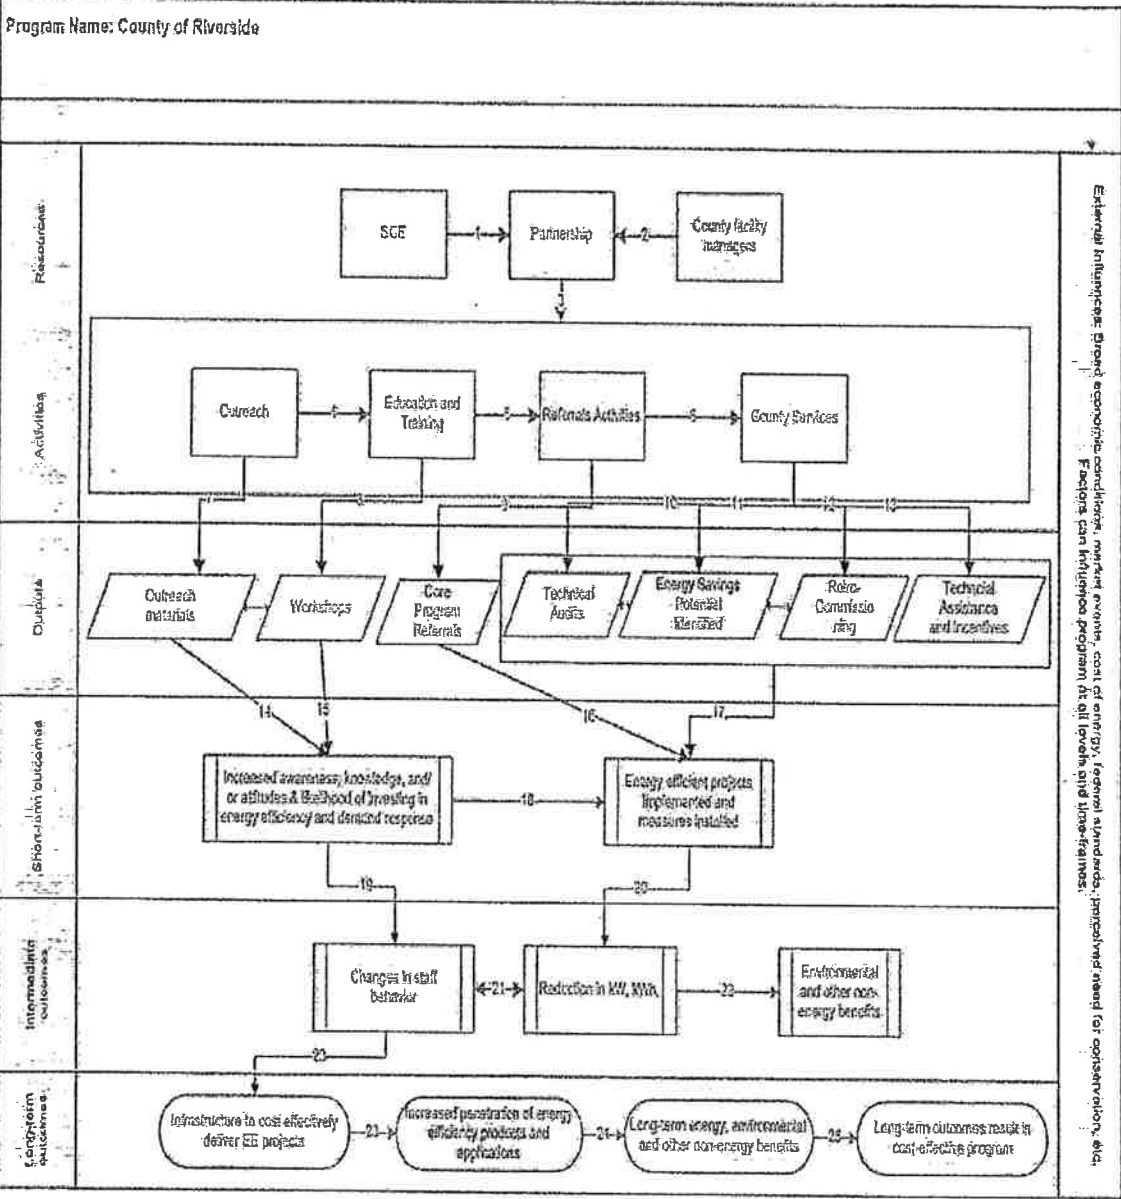 Program Name: County of Riverside
Resources
SCE
1
Partnership
2
County facility
managers
3
Activities
Outreach
4
Education and
Training
5
Referrals Activities
6
County Services
7
8
9
10
11
12
13
Outputs
Outreach
materials
Workshops
Core
Program
Referrals
Technical
Audits
Energy Savings
Potential
Identified
Retro-
Commissio
ning
Technical
Assistance
and Incentives
14
15
16
17
Short-term outcomes
Increased awareness, knowledge, and/
or attitudes & likelihood of investing in
energy efficiency and demand response
18
Energy efficient projects
implemented and
measures installed
19
20
Intermediate
outcomes
Changes in staff
behavior
21
Reduction in kW, kWh,
22
Environmental
and other non-
energy benefits
23
Long-term
outcomes
Infrastructure to cost effectively
deliver EE projects
23
Increased penetration of energy
efficiency products and
applications
24
Long-term energy, environmental
and other non-energy benefits
25
Long-term outcomes result in
cost-effective program
External Influences: Broad economic conditions, market events, cost of energy, federal standards, perceived need for conservation, etc.
Factors can influence program at all levels and time-frames.